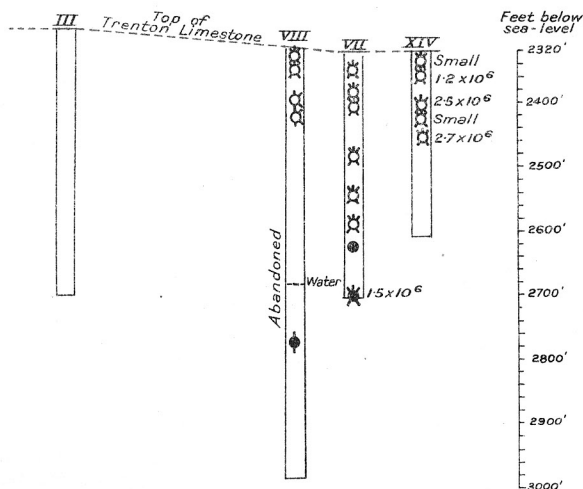 Top of
Trenton Limestone
III
VIII
VII
XIV
Feet below
sea-level
Small
1·2×10⁶
2·5×10⁶
Small
2·7×10⁶
Abandoned
Water
1·5×10⁶
2320'
2400'
2500'
2600'
2700'
2800'
2900'
3000'